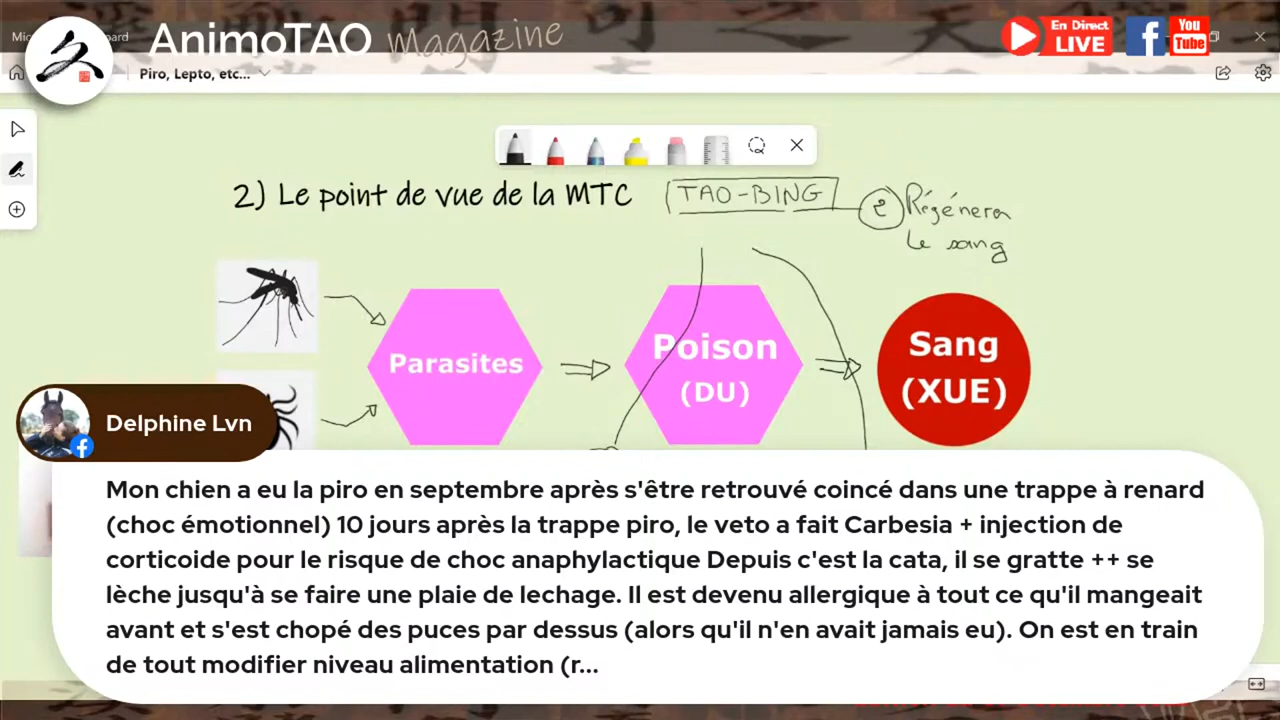 AnimoTAO Magazine
En Direct
LIVE
You
Tube
Piro, Lepto, etc...
2) Le point de vue de la MTC
TAO-BING
2
Régénérer
le sang
Parasites
Poison
(DU)
Sang
(XUE)
Delphine Lvn
Mon chien a eu la piro en septembre après s'être retrouvé coincé dans une trappe à renard
(choc émotionnel) 10 jours après la trappe piro, le veto a fait Carbesia + injection de
corticoide pour le risque de choc anaphylactique Depuis c'est la cata, il se gratte ++ se
lèche jusqu'à se faire une plaie de lechage. Il est devenu allergique à tout ce qu'il mangeait
avant et s'est chopé des puces par dessus (alors qu'il n'en avait jamais eu). On est en train
de tout modifier niveau alimentation (r...